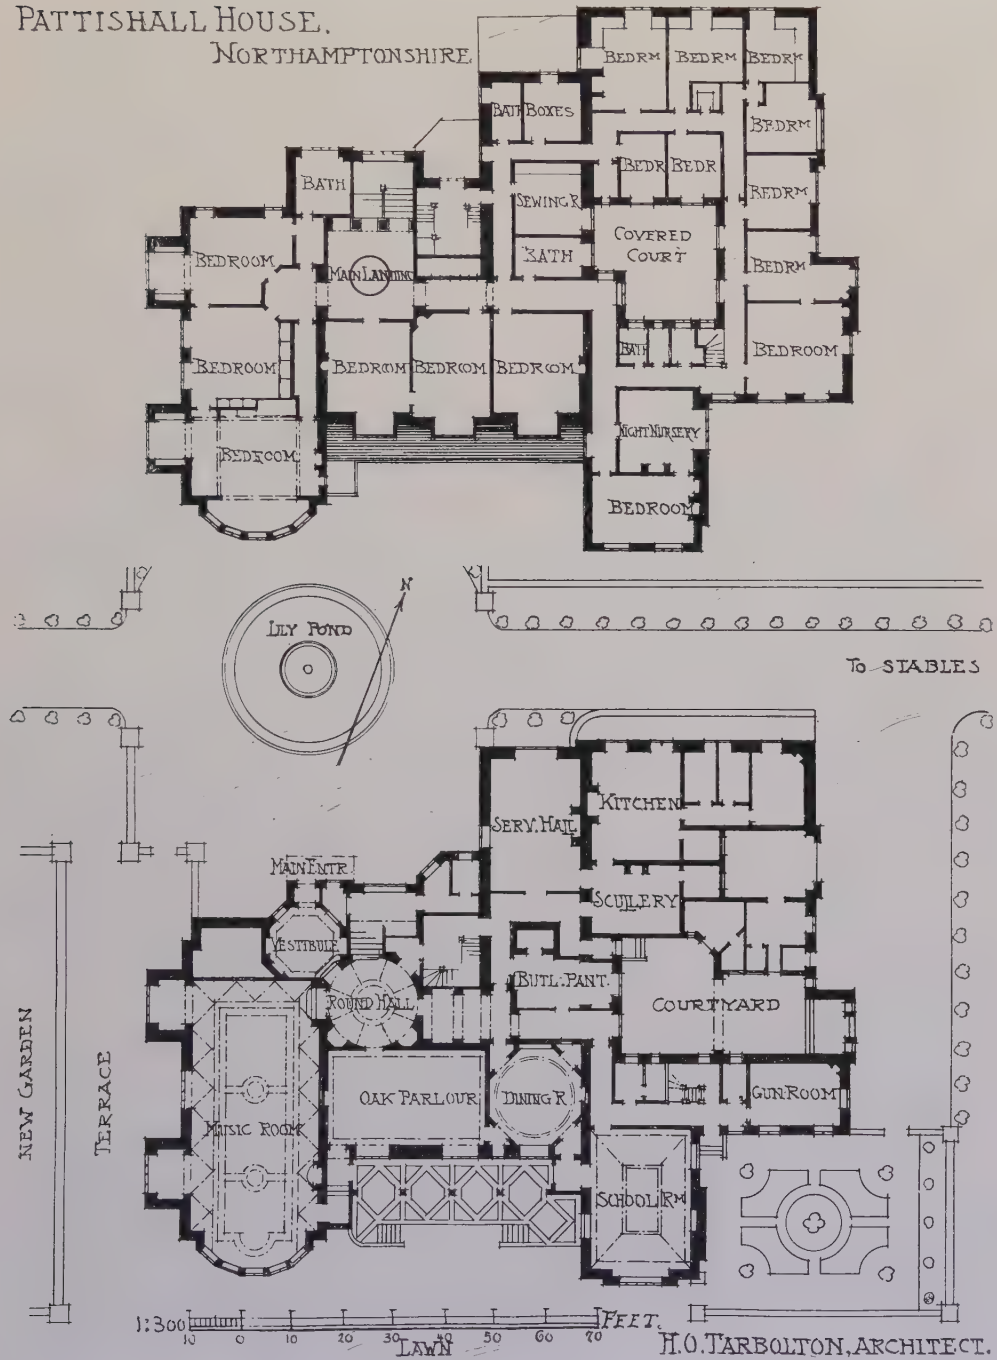 PATTISHALL HOUSE.
NORTHAMPTONSHIRE
BEDRM BEDRM BEDRM
BATH BOXES
BEDRM
BATH
BEDR BEDR
BEDRM
SEWING R
COVERED
COURT
BATH
BEDROOM
MAIN LANDING
BEDRM
BATH
BEDROOM
BEDROOM
BEDROOM
BEDROOM
BEDROOM
NIGHT NURSERY
BEDROOM
BEDROOM
N
LILY POND
TO STABLES
KITCHEN
SERV. HALL
MAIN ENTR
SCULLERY
VESTIBULE
BUTL: PANT.
ROUND HALL
COURTYARD
NEW GARDEN
TERRACE
OAK PARLOUR
DINING R
GUN-ROOM
MUSIC ROOM
SCHOOL RM
1:300
FEET.
10 0 10 20 30 40 50 60 70
LAWN
H.O. TARBOLTON, ARCHITECT.